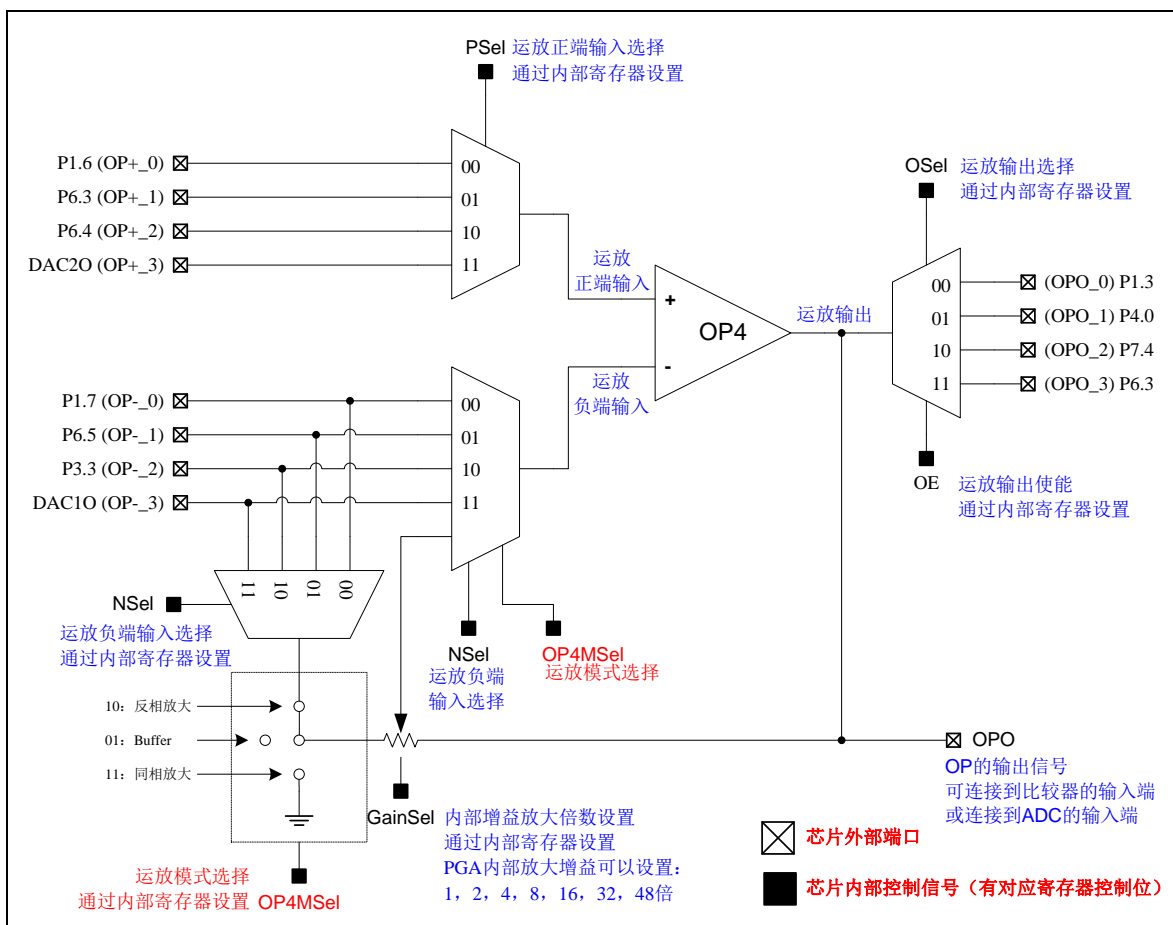 PSel 运放正端输入选择
通过内部寄存器设置
P1.6 (OP+_0)
P6.3 (OP+_1)
P6.4 (OP+_2)
DAC2O (OP+_3)
00
01
10
11
OSel 运放输出选择
通过内部寄存器设置
运放
正端输入
+
OP4
-
运放输出
00
01
10
11
(OPO_0) P1.3
(OPO_1) P4.0
(OPO_2) P7.4
(OPO_3) P6.3
运放
负端输入
P1.7 (OP-_0)
P6.5 (OP-_1)
P3.3 (OP-_2)
DAC1O (OP-_3)
00
01
10
11
OE 运放输出使能
通过内部寄存器设置
11
10
01
00
NSel
运放负端输入选择
通过内部寄存器设置
NSel
运放负端
输入选择
OP4MSel
运放模式选择
10：反相放大
01：Buffer
11：同相放大
OPO
OP的输出信号
可连接到比较器的输入端
或连接到ADC的输入端
GainSel 内部增益放大倍数设置
通过内部寄存器设置
PGA内部放大增益可以设置：
1，2，4，8，16，32，48倍
芯片外部端口
芯片内部控制信号（有对应寄存器控制位）
运放模式选择
通过内部寄存器设置 OP4MSel